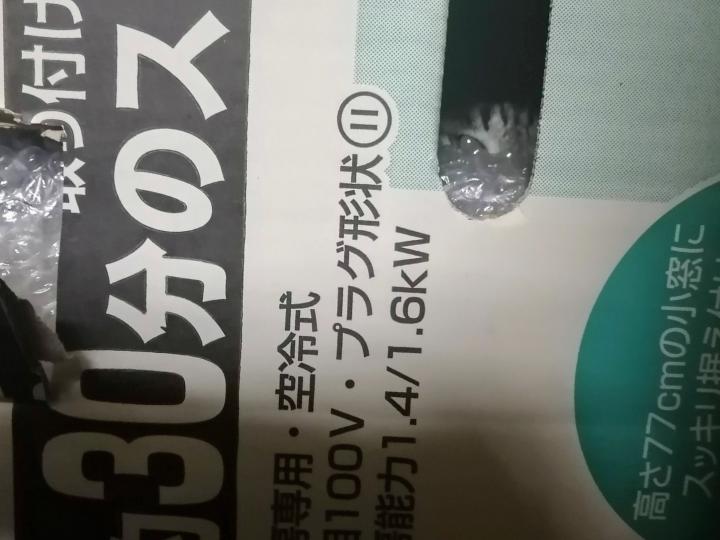 取り付け
30分のス
専用・空冷式
100V・プラグ形状
能力1.4/1.6kW
高さ77cmの小窓に
スッキリ据え付